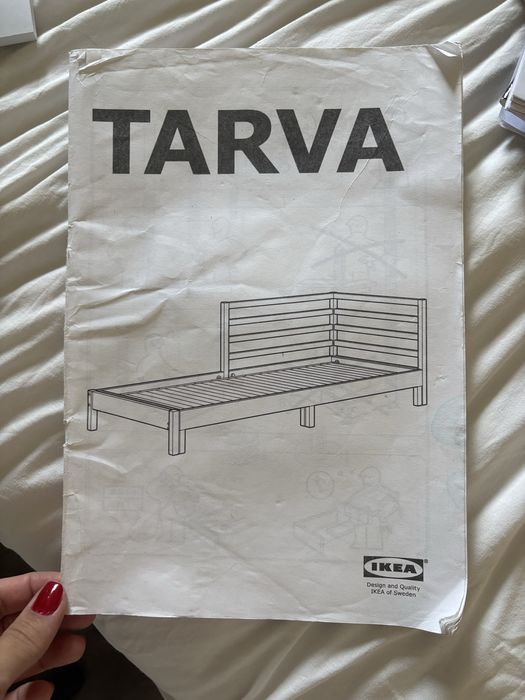 TARVA
IKEA
Design and Quality
IKEA of Sweden